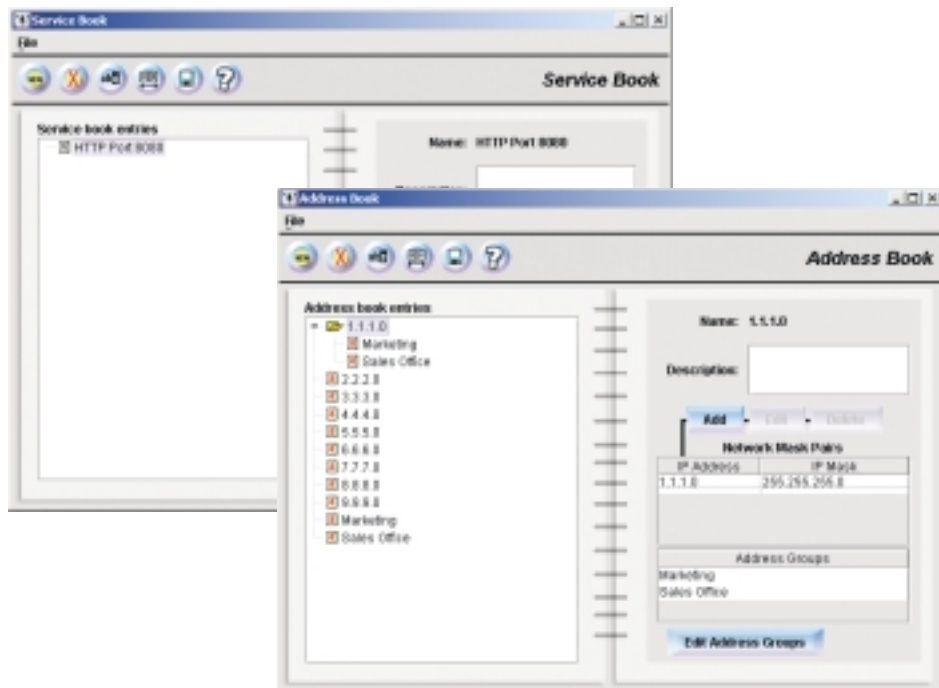 Service Book
File
Service Book
Service book entries
HTTP Port 8080
Name: HTTP Port 8080
Address Book
File
Address Book
Address book entries
1.1.1.0
Marketing
Sales Office
2.2.2.0
3.3.3.0
4.4.4.0
5.5.5.0
6.6.6.0
7.7.7.0
8.8.8.0
9.9.9.0
Marketing
Sales Office
Name: 1.1.1.0
Description:
Add Edit Delete
Network Mask Pairs
IP Address IP Mask
1.1.1.0 255.255.255.0
Address Groups
Marketing
Sales Office
Edit Address Groups